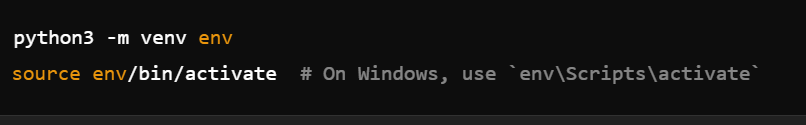 python3 -m venv env
source env/bin/activate  # On Windows, use `env\Scripts\activate`